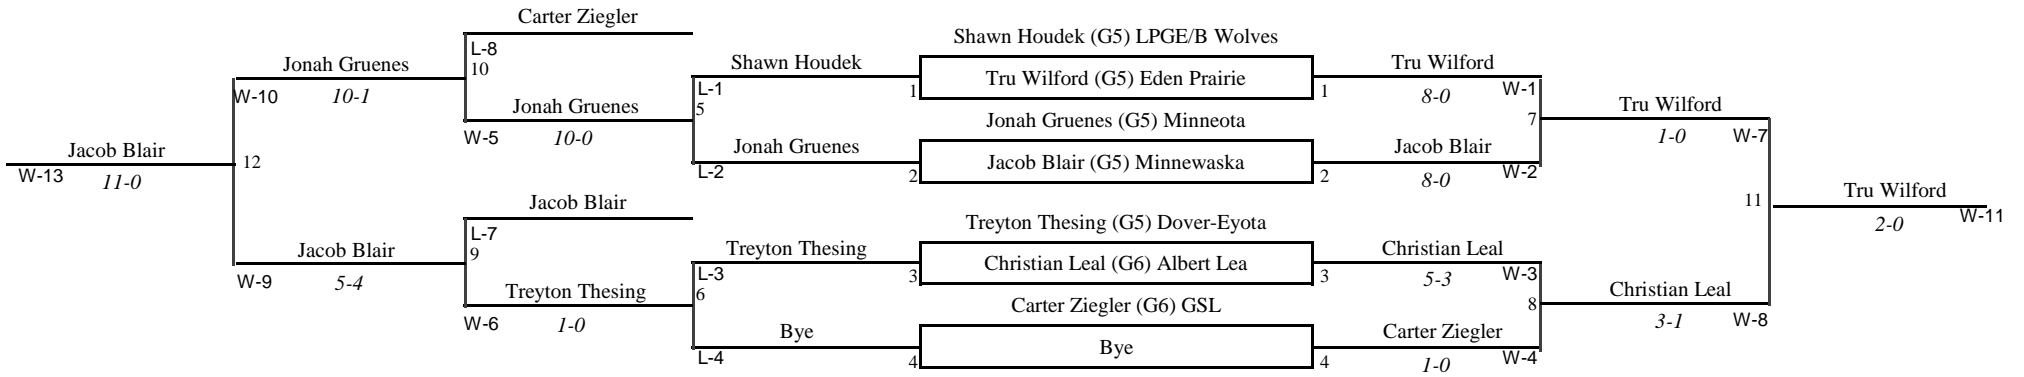 Carter Ziegler
L-8
10
Jonah Gruenes
W-10
10-1
Jonah Gruenes
W-5
10-0
Shawn Houdek
L-1
5
Jonah Gruenes
L-2
Shawn Houdek (G5) LPGE/B Wolves
1
Tru Wilford (G5) Eden Prairie
1
Jonah Gruenes (G5) Minneota
2
Jacob Blair (G5) Minnewaska
2
Tru Wilford
8-0
W-1
7
Jacob Blair
8-0
W-2
Tru Wilford
1-0
W-7
Jacob Blair
W-13
11-0
12
Jacob Blair
L-7
9
Jacob Blair
W-9
5-4
Treyton Thesing
W-6
1-0
Treyton Thesing
L-3
6
Bye
L-4
Treyton Thesing (G5) Dover-Eyota
3
Christian Leal (G6) Albert Lea
3
Carter Ziegler (G6) GSL
4
Bye
4
Christian Leal
5-3
W-3
8
Carter Ziegler
1-0
W-4
Christian Leal
3-1
W-8
11
Tru Wilford
2-0
W-11